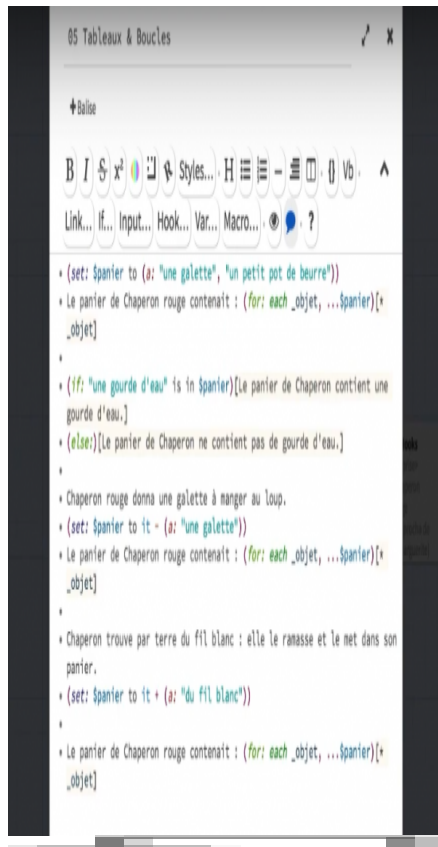 05 Tableaux & Boucles
+Balise
B I S x² Styles... H Vb
Link... If... Input... Hook... Var... Macro... ?
(set: $panier to (a: "une galette", "un petit pot de beurre"))
Le panier de Chaperon rouge contenait : (for: each _objet, ...$panier)[*
_objet]
(if: "une gourde d'eau" is in $panier)[Le panier de Chaperon contient une
gourde d'eau.]
(else:)[Le panier de Chaperon ne contient pas de gourde d'eau.]
Chaperon rouge donna une galette à manger au loup.
(set: $panier to it - (a: "une galette"))
Le panier de Chaperon rouge contenait : (for: each _objet, ...$panier)[*
_objet]
Chaperon trouve par terre du fil blanc : elle le ramasse et le met dans son
panier.
(set: $panier to it + (a: "du fil blanc"))
Le panier de Chaperon rouge contenait : (for: each _objet, ...$panier)[*
_objet]